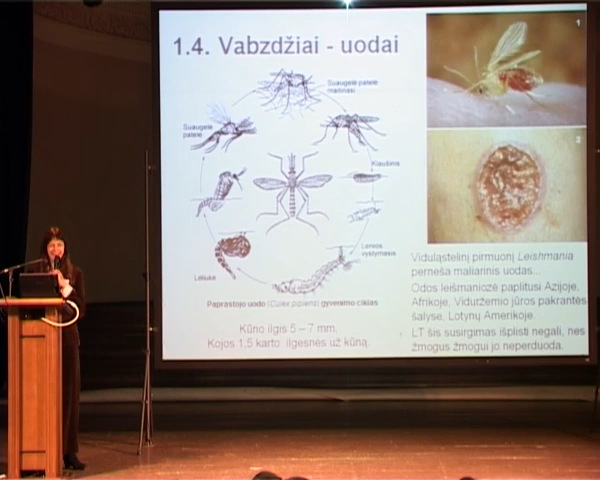 1.4. Vabzdžiai - uodai
1
Suaugėlė patelė
maitinasi
Suaugėlė
patelė
Kiaušinis
2
Lervos
vystymasis
Lėliukė
Paprastojo uodo (Culex pipiens) gyvenimo ciklas
Kūno ilgis 5 – 7 mm.
Kojos 1,5 karto ilgesnės už kūną.
Viduląstelinį pirmuonį Leishmania
perneša maliarinis uodas...
Odos leišmaniozė paplitusi Azijoje,
Afrikoje, Viduržemio jūros pakrantės
šalyse, Lotynų Amerikoje.
LT šis susirgimas išplisti negali, nes
žmogus žmogui jo neperduoda.